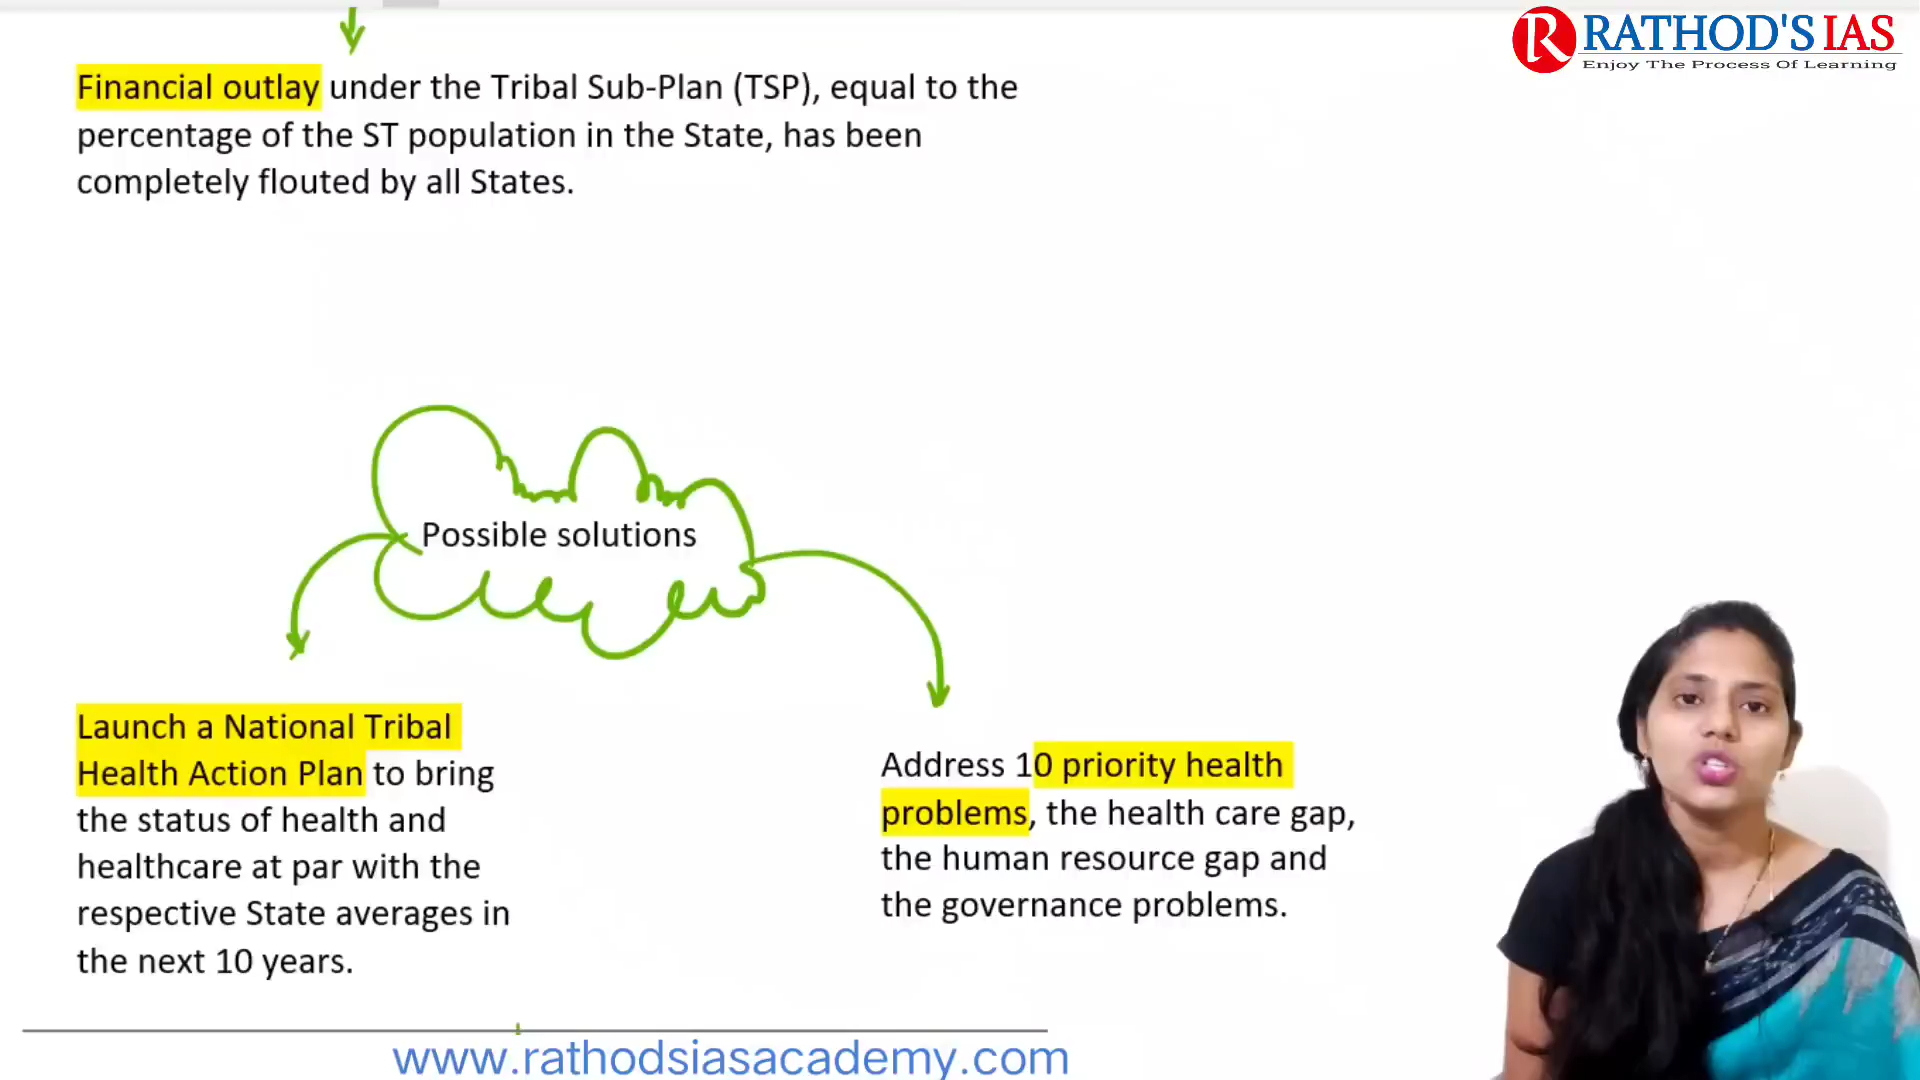 RATHOD'S IAS
Enjoy The Process Of Learning
Financial outlay under the Tribal Sub-Plan (TSP), equal to the
percentage of the ST population in the State, has been
completely flouted by all States.
Possible solutions
Launch a National Tribal
Health Action Plan to bring
the status of health and
healthcare at par with the
respective State averages in
the next 10 years.
Address 10 priority health
problems, the health care gap,
the human resource gap and
the governance problems.
www.rathodsiasacademy.com